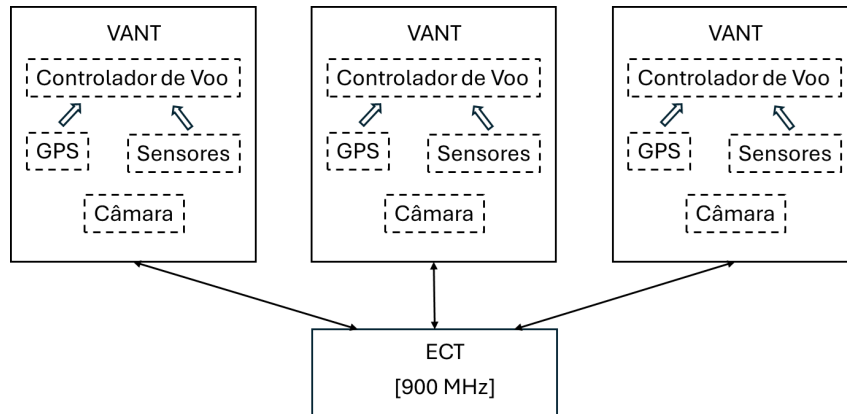 VANT
Controlador de Voo
GPS
Sensores
Câmara
VANT
Controlador de Voo
GPS
Sensores
Câmara
VANT
Controlador de Voo
GPS
Sensores
Câmara
ECT
[900 MHz]